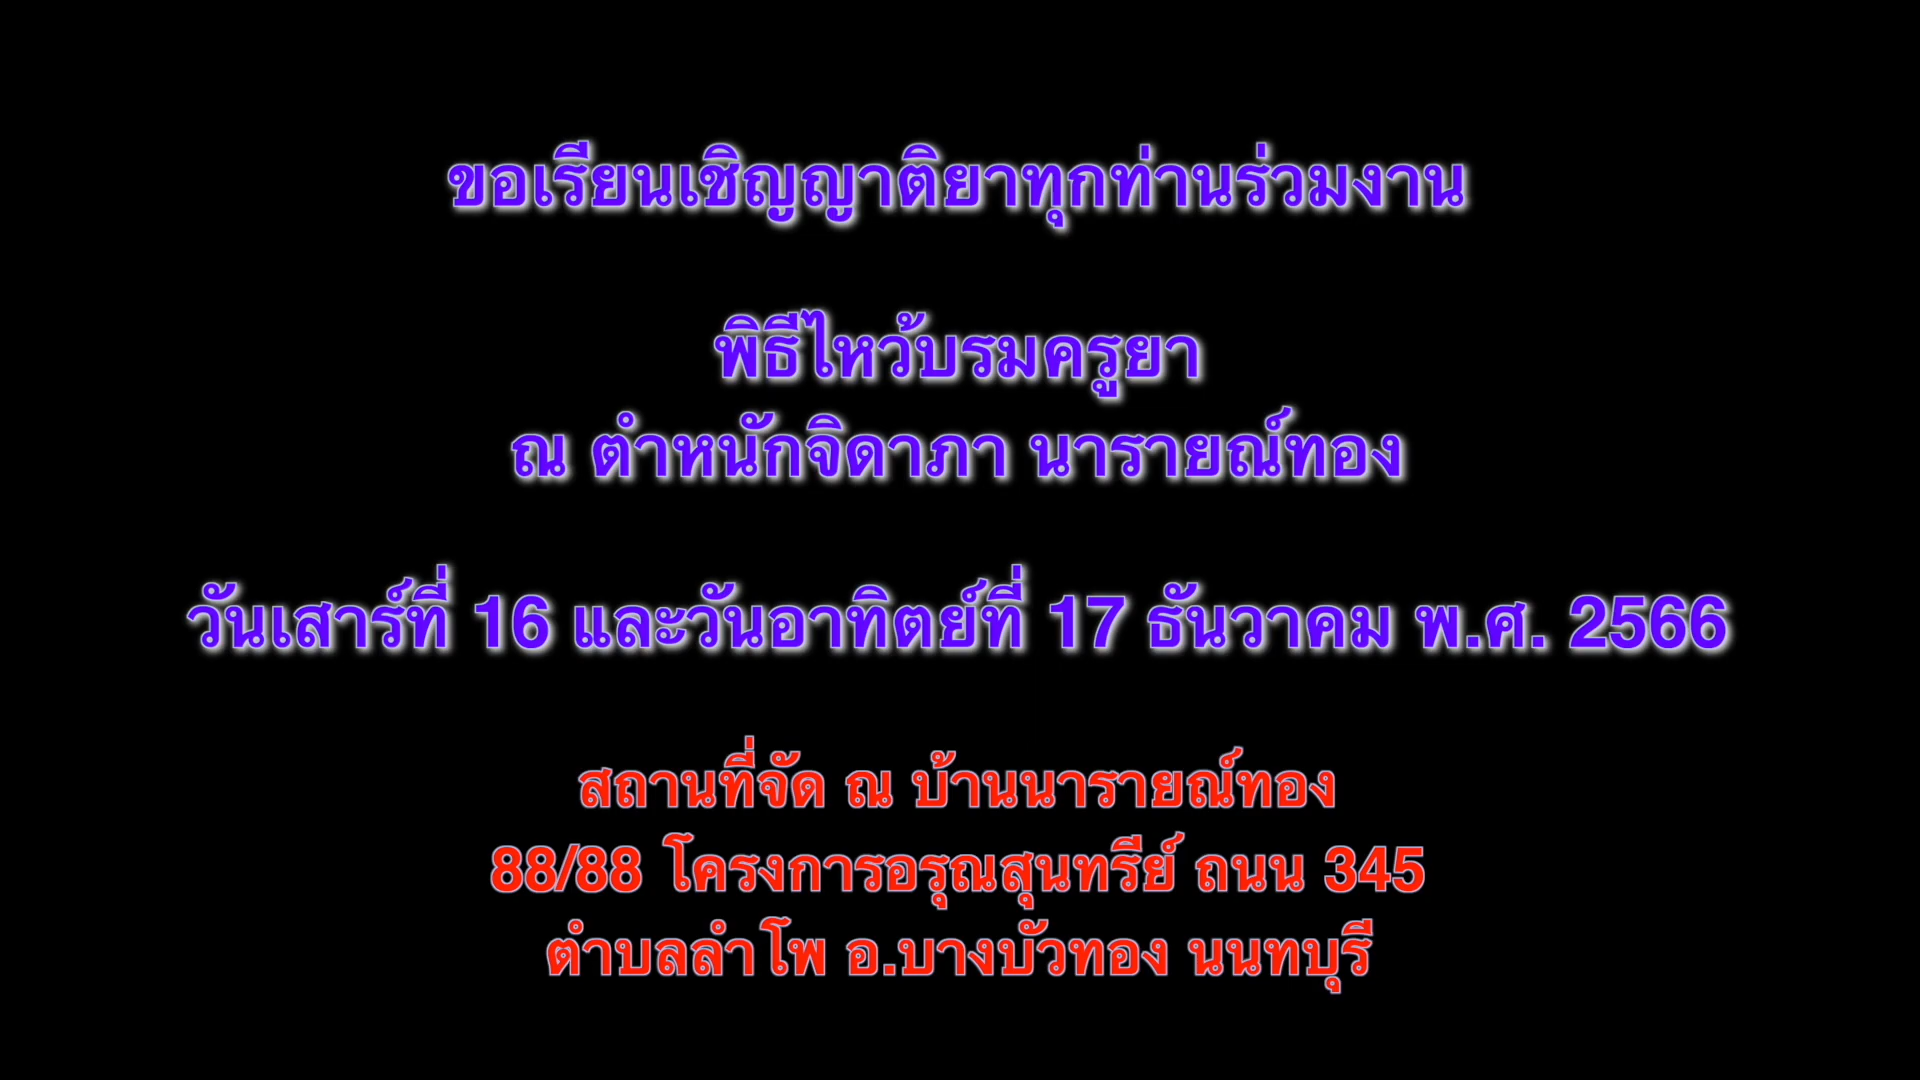 ขอเรียนเชิญญาติยาทุกท่านร่วมงาน
พิธีไหว้บรมครูยา
ณ ตำหนักจิดาภา นารายณ์ทอง
วันเสาร์ที่ 16 และวันอาทิตย์ที่ 17 ธันวาคม พ.ศ. 2566
สถานที่จัด ณ บ้านนารายณ์ทอง
88/88 โครงการอรุณสุนทรีย์ ถนน 345
ตำบลลำโพ อ.บางบัวทอง นนทบุรี